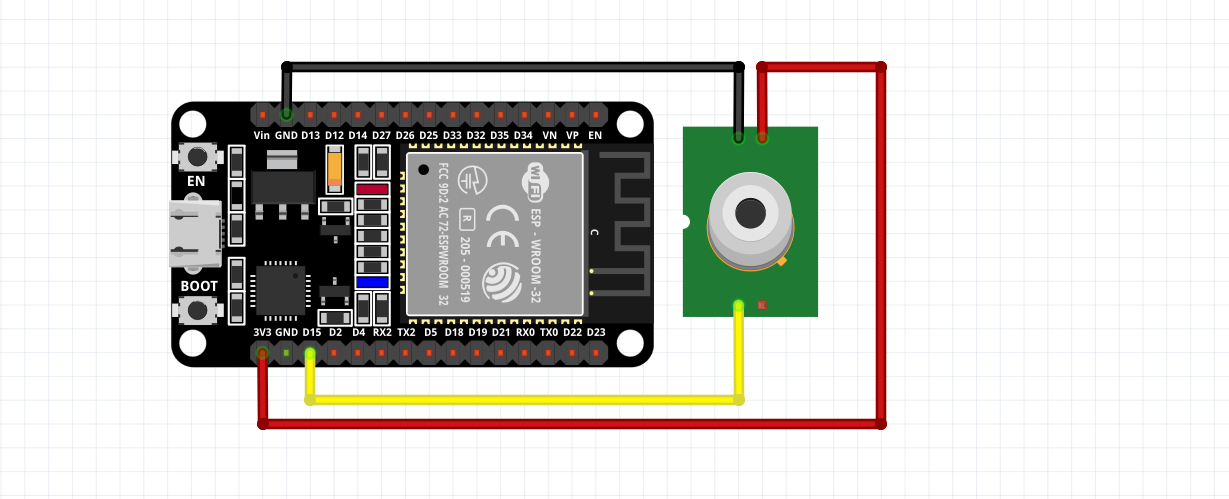 Vin GND D13 D12 D14 D27 D26 D25 D33 D32 D35 D34 VN VP EN
EN
BOOT
FCC 9D:2 AC 72-ESPWROOM 32
R
205 - 000519
CE
WiFi
ESP - WROOM -32
C
3V3 GND D15 D2 D4 RX2 TX2 D5 D18 D19 D21 RX0 TX0 D22 D23